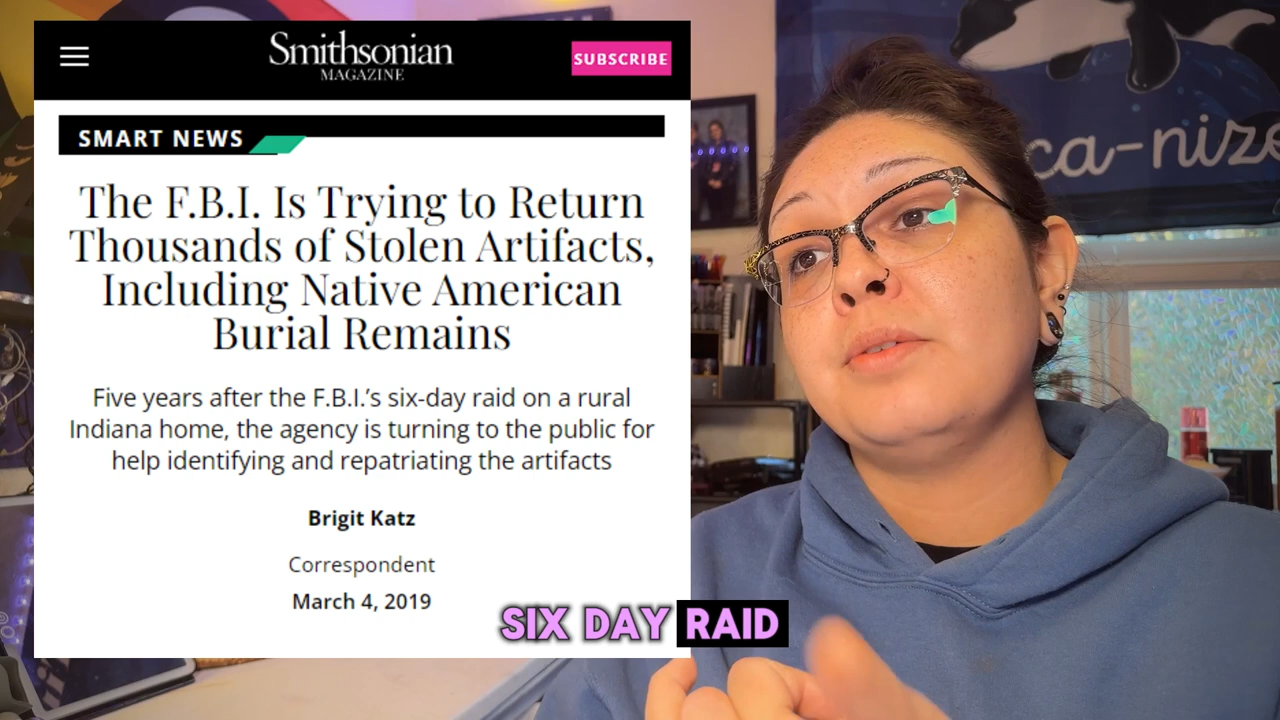 Smithsonian
MAGAZINE
SUBSCRIBE
SMART NEWS
The F.B.I. Is Trying to Return
Thousands of Stolen Artifacts,
Including Native American
Burial Remains
Five years after the F.B.I.'s six-day raid on a rural
Indiana home, the agency is turning to the public for
help identifying and repatriating the artifacts
Brigit Katz
Correspondent
March 4, 2019
SIX DAY RAID
ca-nize